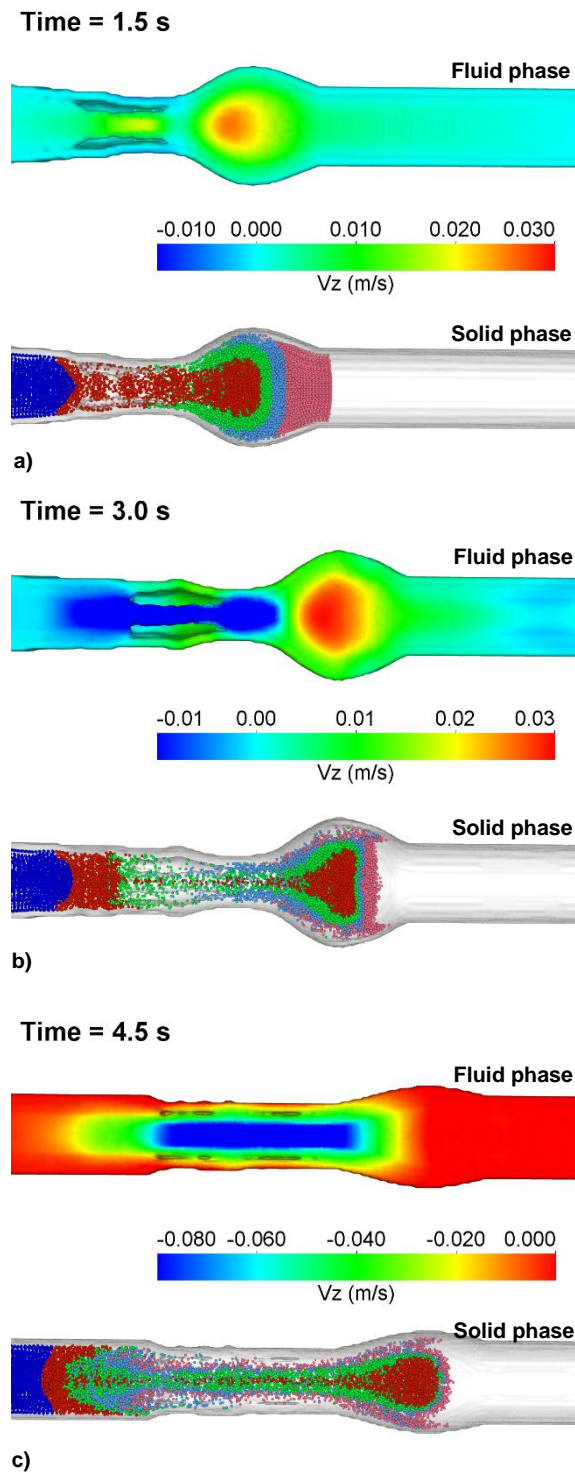 Time = 1.5 s
Fluid phase
-0.010 0.000 0.010 0.020 0.030
Vz (m/s)
Solid phase
a)
Time = 3.0 s
Fluid phase
-0.01 0.00 0.01 0.02 0.03
Vz (m/s)
Solid phase
b)
Time = 4.5 s
Fluid phase
-0.080 -0.060 -0.040 -0.020 0.000
Vz (m/s)
Solid phase
c)